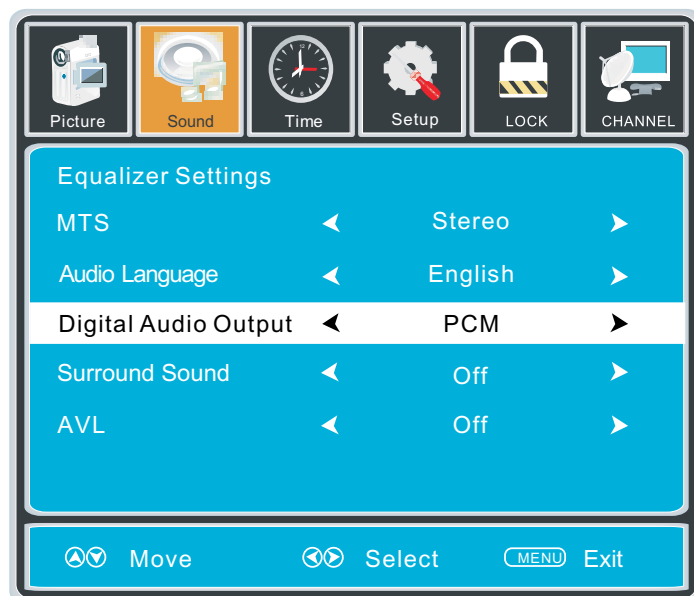 Picture Sound Time Setup LOCK CHANNEL
Equalizer Settings
MTS Stereo
Audio Language English
Digital Audio Output PCM
Surround Sound Off
AVL Off
Move Select MENU Exit